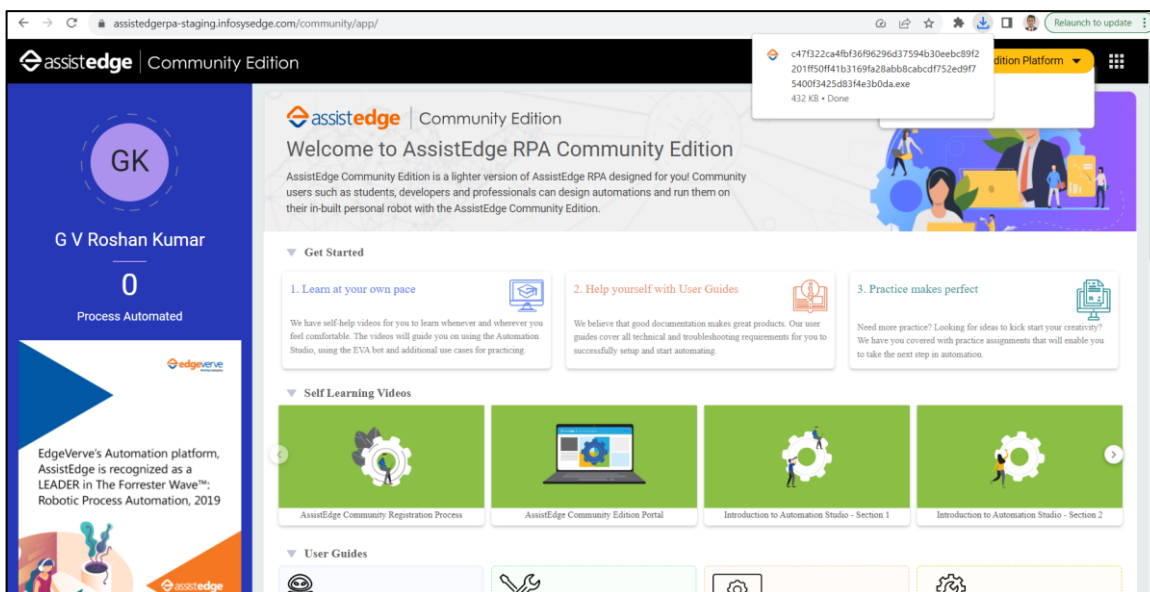 assistedgerpa-staging.infosysedge.com/community/app/
Relaunch to update
assistedge Community Edition
c47f322ca4fbf36f96296d37594b30eebc89f2
201ff50ff41b3169fa28abb8cabcdf752ed9f7
5400f3425d83f4e3b0da.exe
432 KB • Done
dition Platform
GK
G V Roshan Kumar
0
Process Automated
edgeverve
EdgeVerve's Automation platform,
AssistEdge is recognized as a
LEADER in The Forrester Wave™:
Robotic Process Automation, 2019
assistedge
assistedge Community Edition
Welcome to AssistEdge RPA Community Edition
AssistEdge Community Edition is a lighter version of AssistEdge RPA designed for you! Community
users such as students, developers and professionals can design automations and run them on
their in-built personal robot with the AssistEdge Community Edition.
Get Started
1. Learn at your own pace
We have self-help videos for you to learn whenever and wherever you
feel comfortable. The videos will guide you on using the Automation
Studio, using the EVA bot and additional use cases for practicing.
2. Help yourself with User Guides
We believe that good documentation makes great products. Our user
guides cover all technical and troubleshooting requirements for you to
successfully setup and start automating.
3. Practice makes perfect
Need more practice? Looking for ideas to kick start your creativity?
We have you covered with practice assignments that will enable you
to take the next step in automation.
Self Learning Videos
AssistEdge Community Registration Process
AssistEdge Community Edition Portal
Introduction to Automation Studio - Section 1
Introduction to Automation Studio - Section 2
User Guides